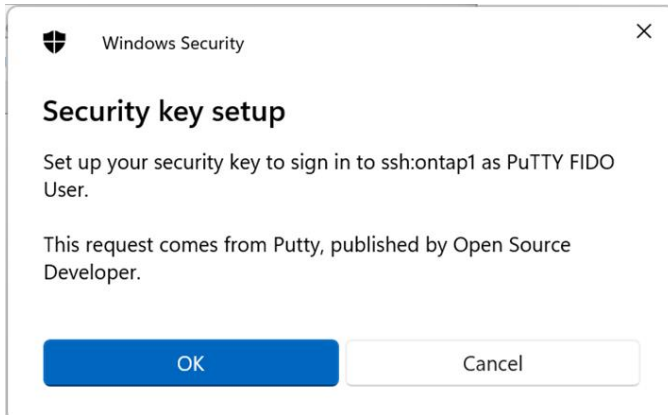 Windows Security
Security key setup
Set up your security key to sign in to ssh:ontap1 as PuTTY FIDO
User.
This request comes from Putty, published by Open Source
Developer.
OK
Cancel